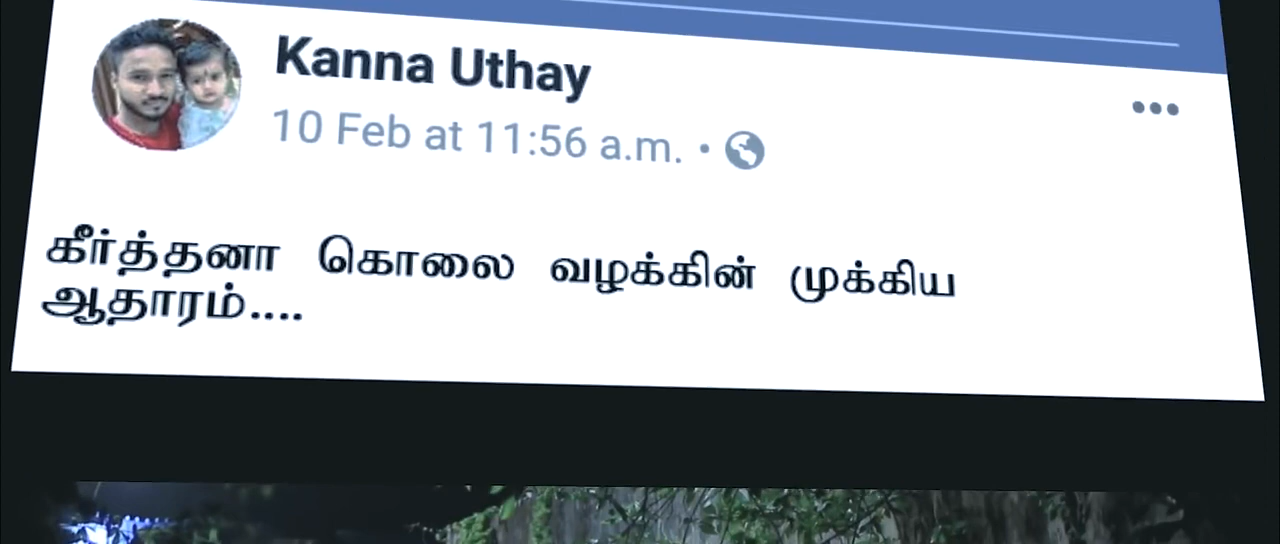 Kanna Uthay
10 Feb at 11:56 a.m.
கீர்த்தனா கொலை வழக்கின் முக்கிய
ஆதாரம்....